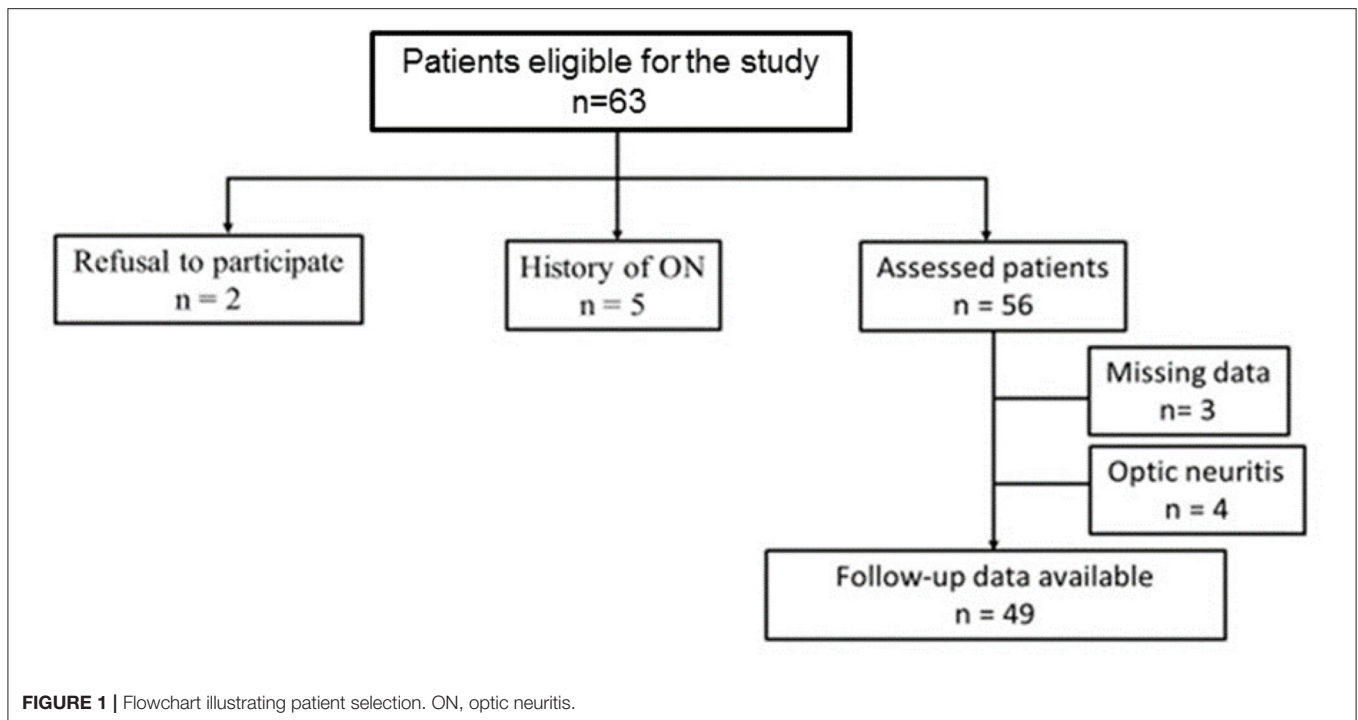 Patients eligible for the study
n=63
Refusal to participate
n = 2
History of ON
n = 5
Assessed patients
n = 56
Missing data
n= 3
Optic neuritis
n = 4
Follow-up data available
n = 49
FIGURE 1 | Flowchart illustrating patient selection. ON, optic neuritis.